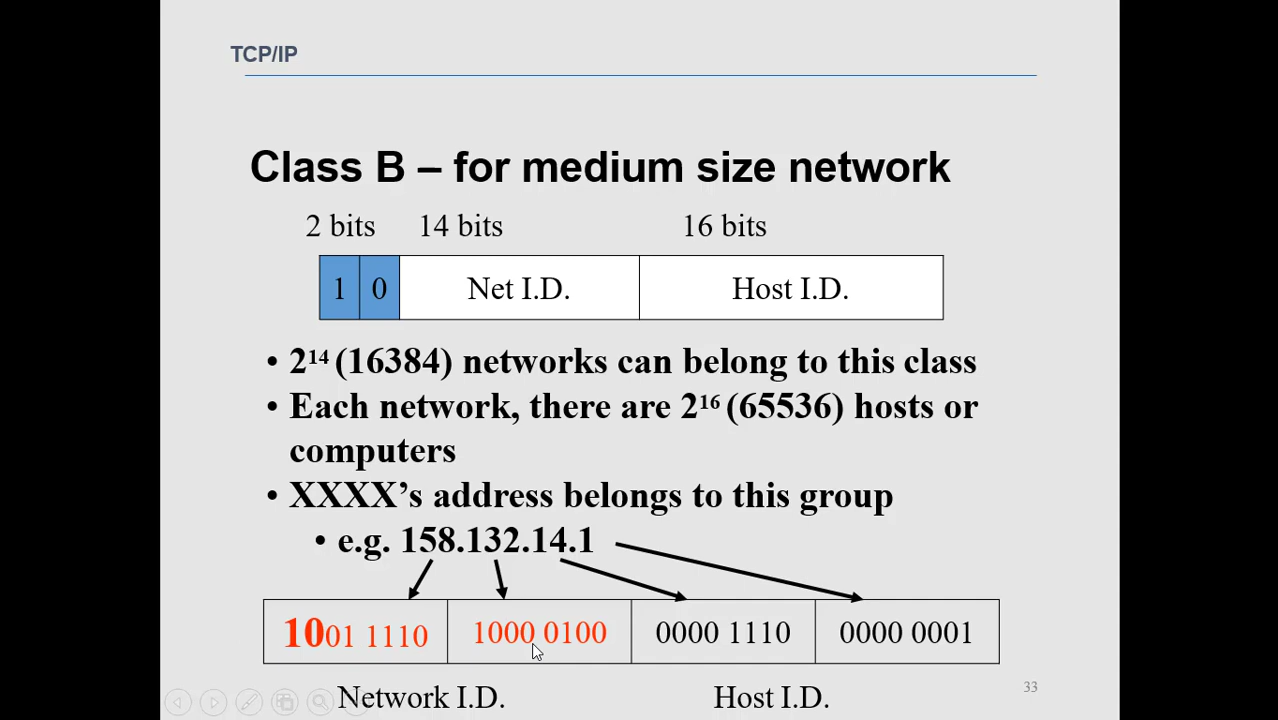 TCP/IP
Class B – for medium size network
2 bits 14 bits 16 bits
1 0 Net I.D. Host I.D.
• 2¹⁴ (16384) networks can belong to this class
• Each network, there are 2¹⁶ (65536) hosts or
computers
• XXXX’s address belongs to this group
• e.g. 158.132.14.1
1001 1110 1000 0100 0000 1110 0000 0001
33
Network I.D. Host I.D.